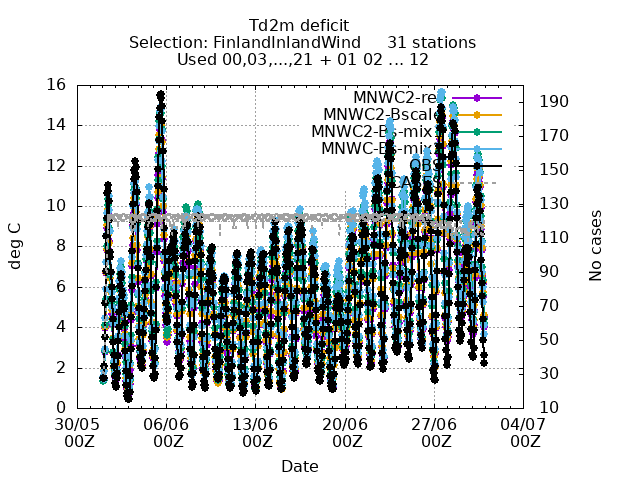 Td2m deficit
Selection: FinlandInlandWind 31 stations
Used 00,03,...,21 + 01 02 ... 12
16
14
12
10
8
6
4
2
0
deg C
190
170
150
130
110
90
70
50
30
10
No cases
MNWC2-re
MNWC2-Bscale
MNWC2-Bs-mix
MNWC-Bs-mix
OBS
CASES
30/05 06/06 13/06 20/06 27/06 04/07
00Z 00Z 00Z 00Z 00Z 00Z
Date